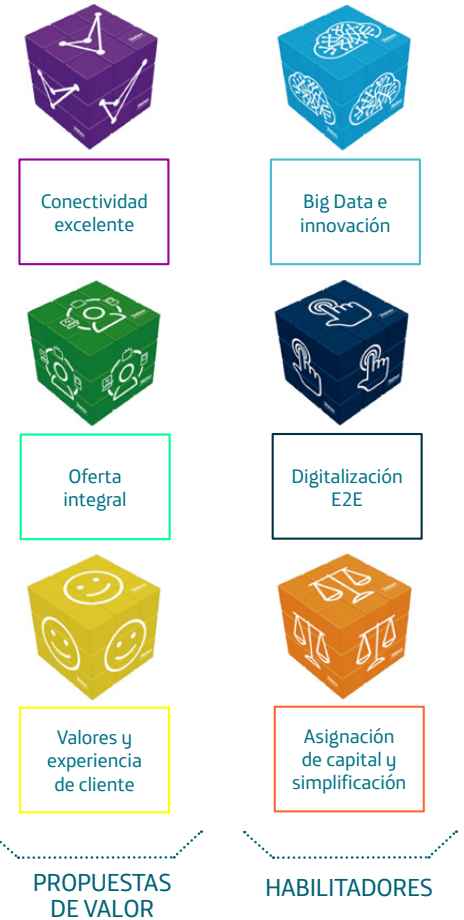 Conectividad
excelente
Big Data e
innovación
Oferta
integral
Digitalización
E2E
Valores y
experiencia
de cliente
Asignación
de capital y
simplificación
PROPUESTAS
DE VALOR
HABILITADORES